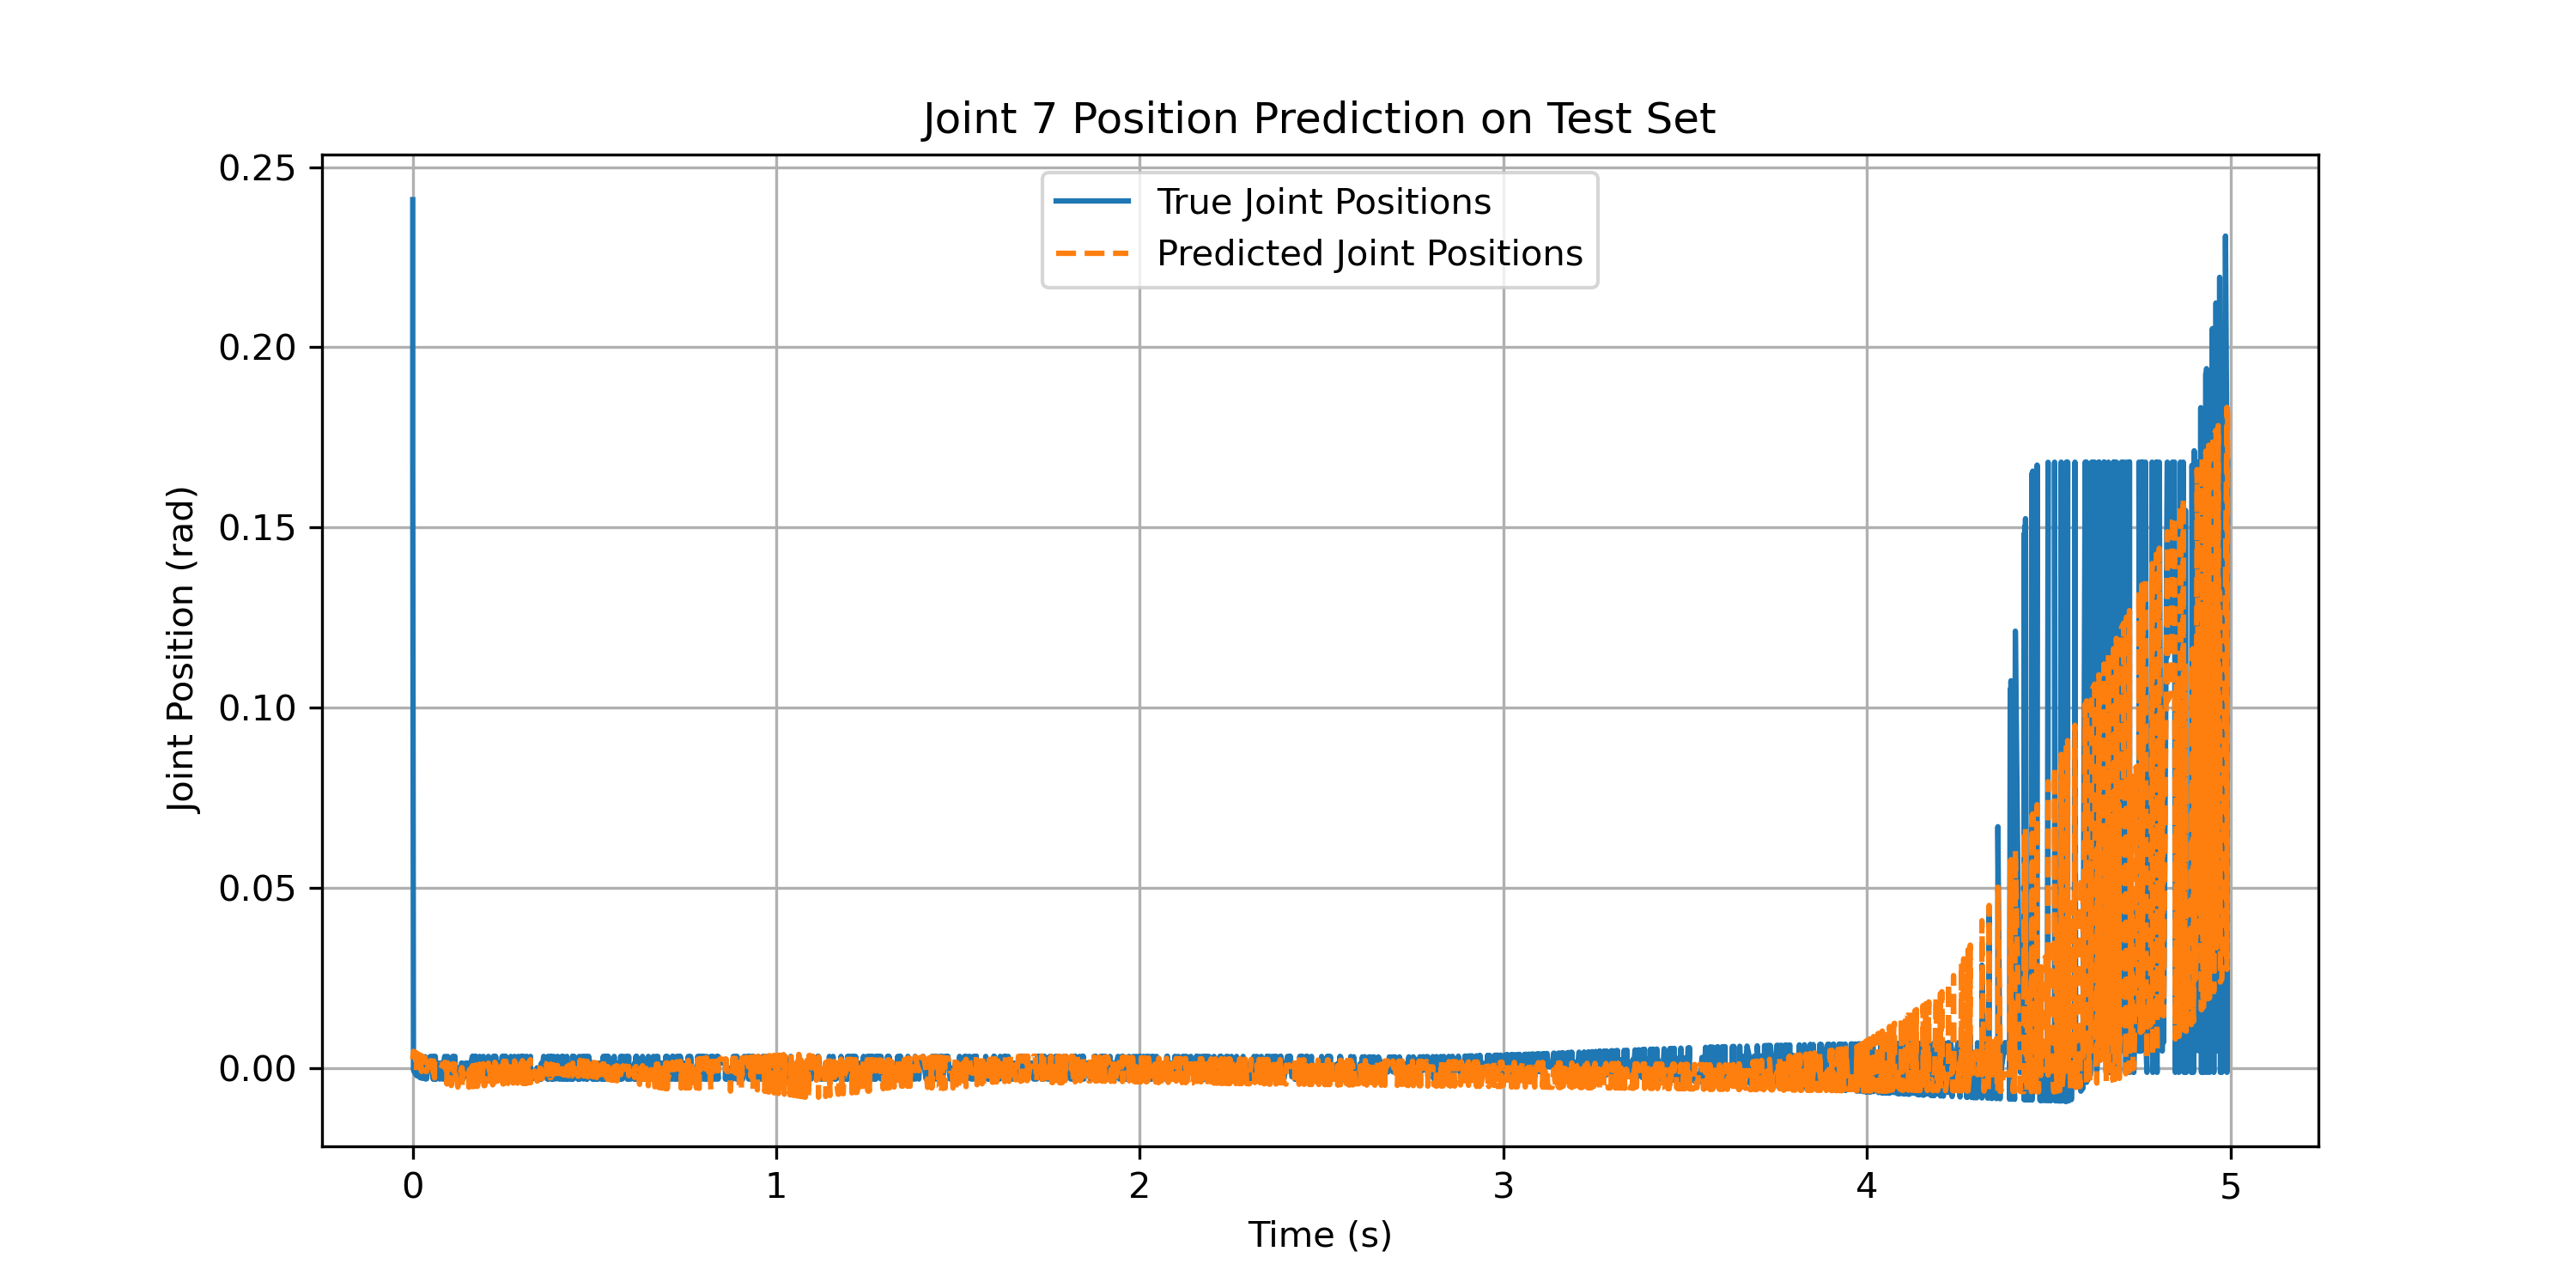 Joint 7 Position Prediction on Test Set
True Joint Positions
Predicted Joint Positions
Joint Position (rad)
0.25
0.20
0.15
0.10
0.05
0.00
0 1 2 3 4 5
Time (s)